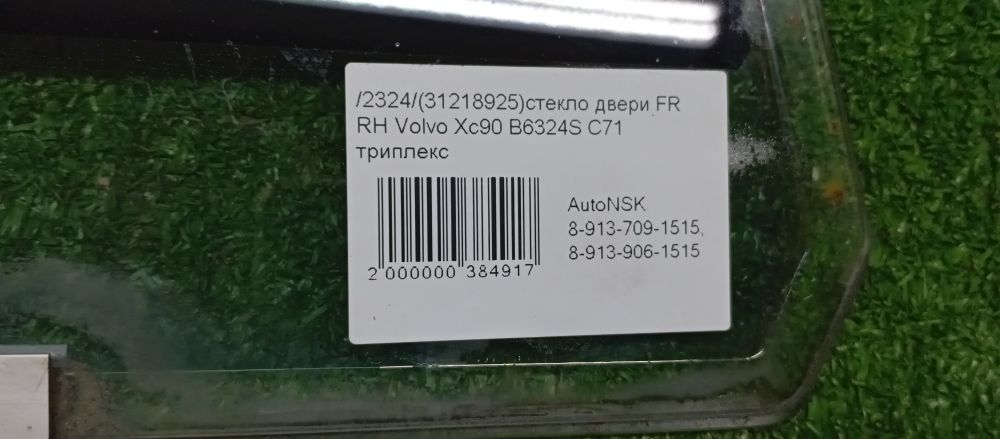 /2324/(31218925)стекло двери FR
RH Volvo Xc90 B6324S C71
триплекс
AutoNSK
8-913-709-1515,
8-913-906-1515
2 000000 384917